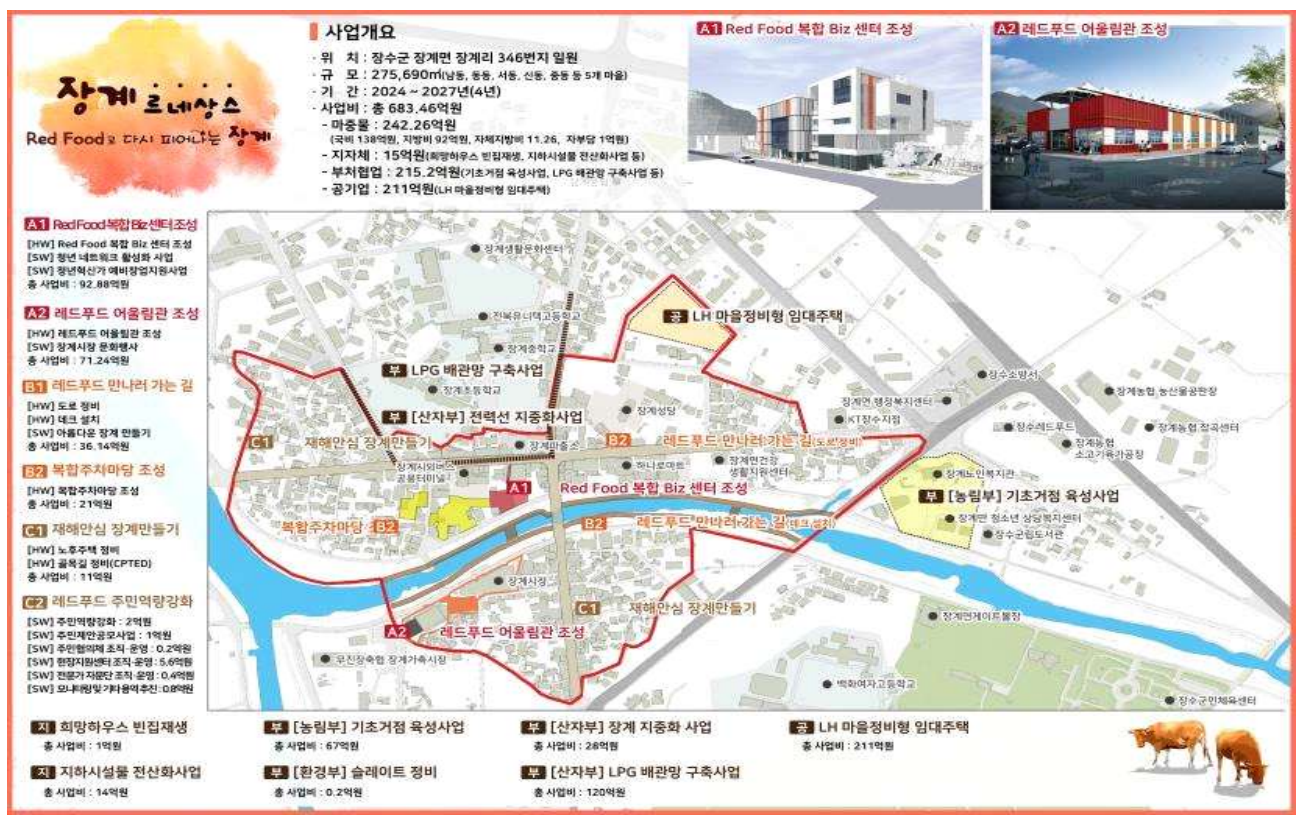 장계 르네상스
Red Food로 다시 피어나는 장계
사업개요
· 위 치 : 장수군 장계면 장계리 346번지 일원
· 규 모 : 275,690㎡(남동, 동동, 서동, 신동, 중동 등 5개 마을)
· 기 간 : 2024 ~ 2027년(4년)
· 사업비 : 총 683.46억원
- 마중물 : 242.26억원
(국비 138억원, 지방비 92억원, 자체지방비 11.26, 자부담 1억원)
- 지자체 : 15억원(희망하우스 빈집재생, 지하시설물 전산화사업 등)
- 부처협업 : 215.2억원(기초거점 육성사업, LPG 배관망 구축사업 등)
- 공기업 : 211억원(LH 마을정비형 임대주택)
A1 Red Food 복합 Biz 센터 조성
A2 레드푸드 어울림관 조성
A1 Red Food 복합 Biz 센터 조성
[HW] Red Food 복합 Biz 센터 조성
[SW] 청년 네트워크 활성화 사업
[SW] 청년혁신가 예비창업지원사업
총 사업비 : 92.88억원
A2 레드푸드 어울림관 조성
[HW] 레드푸드 어울림관 조성
[SW] 장계시장 문화행사
총 사업비 : 71.24억원
B1 레드푸드 만나러 가는 길
[HW] 도로 정비
[HW] 데크 설치
[SW] 아름다운 장계 만들기
총 사업비 : 36.14억원
B2 복합주차마당 조성
[HW] 복합주차마당 조성
총 사업비 : 21억원
C1 재해안심 장계만들기
[HW] 노후주택 정비
[HW] 골목길 정비(CPTED)
총 사업비 : 11억원
C2 레드푸드 주민역량강화
[SW] 주민역량강화 : 2억원
[SW] 주민제안공모사업 : 1억원
[SW] 주민협의체 조직·운영 : 0.2억원
[SW] 현장지원센터 조직·운영 : 5.6억원
[SW] 전문가 자문단 조직·운영 : 0.4억원
[SW] 모니터링 및 기타용역추진 : 0.8억원
장계생활문화센터
전북유니텍고등학교
장계중학교
공 LH 마을정비형 임대주택
부 LPG 배관망 구축사업
장계초등학교
부 [산자부] 전력선 지중화사업
장계성당
장수소방서
장계면 행정복지센터
KT장수지점
장계농협 농산물공판장
장수레드푸드
장계농협 잡곡센터
장계농협
소고기육가공장
C1 재해안심 장계만들기
장계파출소
B2 레드푸드 만나러 가는 길(도로 정비)
장계시외버스
공용터미널
하나로마트
장계면건강
생활지원센터
장계노인복지관
A1 Red Food 복합 Biz 센터 조성
부 [농림부] 기초거점 육성사업
복합주차마당 B2
B2 레드푸드 만나러 가는 길(데크 설치)
장계면 청소년 상담복지센터
장수군립도서관
장계시장
C1 재해안심 장계만들기
장계면게이트볼장
A2 레드푸드 어울림관 조성
무진장축협 장계가축시장
백화여자고등학교
장수군민체육센터
지 희망하우스 빈집재생
총 사업비 : 1억원
부 [농림부] 기초거점 육성사업
총 사업비 : 67억원
부 [산자부] 장계 지중화 사업
총 사업비 : 28억원
공 LH 마을정비형 임대주택
총 사업비 : 211억원
지 지하시설물 전산화사업
총 사업비 : 14억원
부 [환경부] 슬레이트 정비
총 사업비 : 0.2억원
부 [산자부] LPG 배관망 구축사업
총 사업비 : 120억원